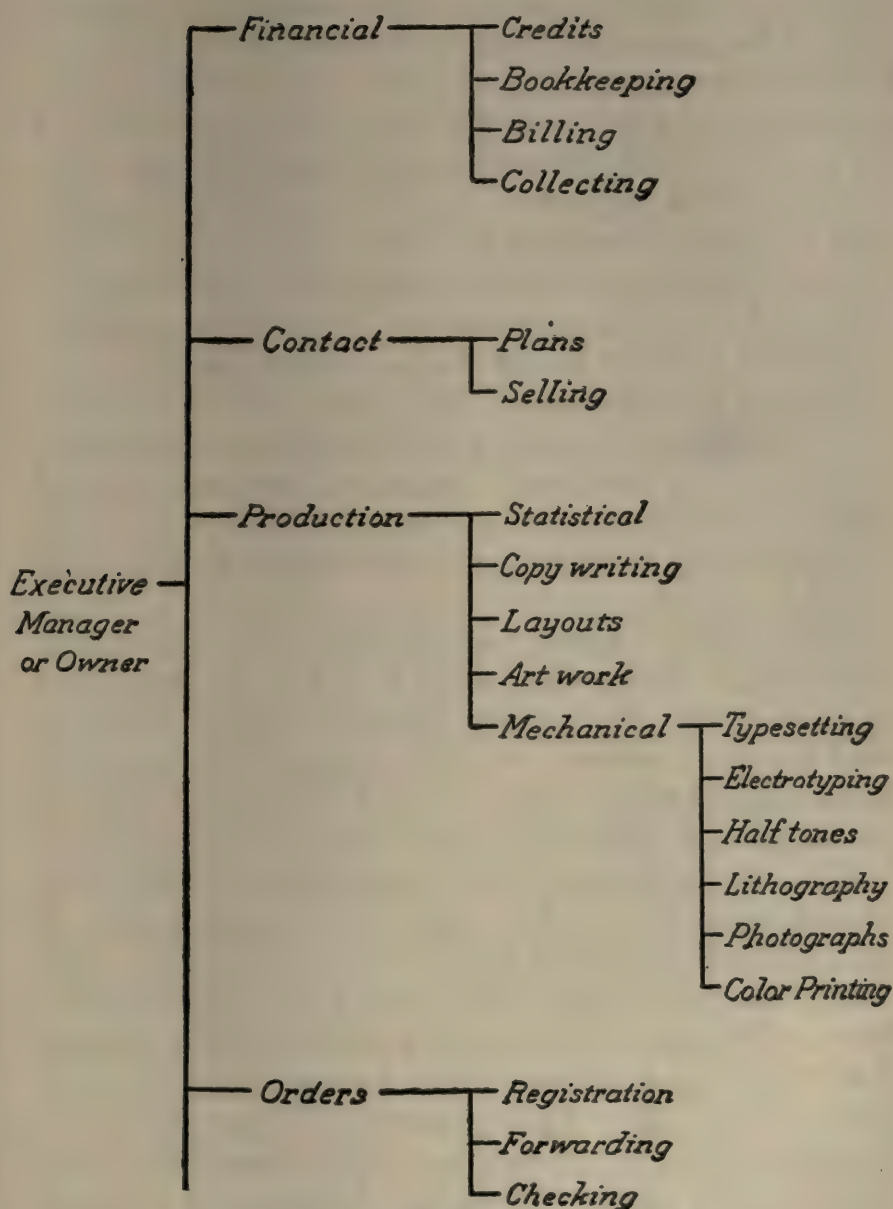 Financial
Credits
Bookkeeping
Billing
Collecting
Contact
Plans
Selling
Production
Statistical
Copy writing
Layouts
Art work
Mechanical
Typesetting
Electrotyping
Half tones
Lithography
Photographs
Color Printing
Executive
Manager
or Owner
Orders
Registration
Forwarding
Checking